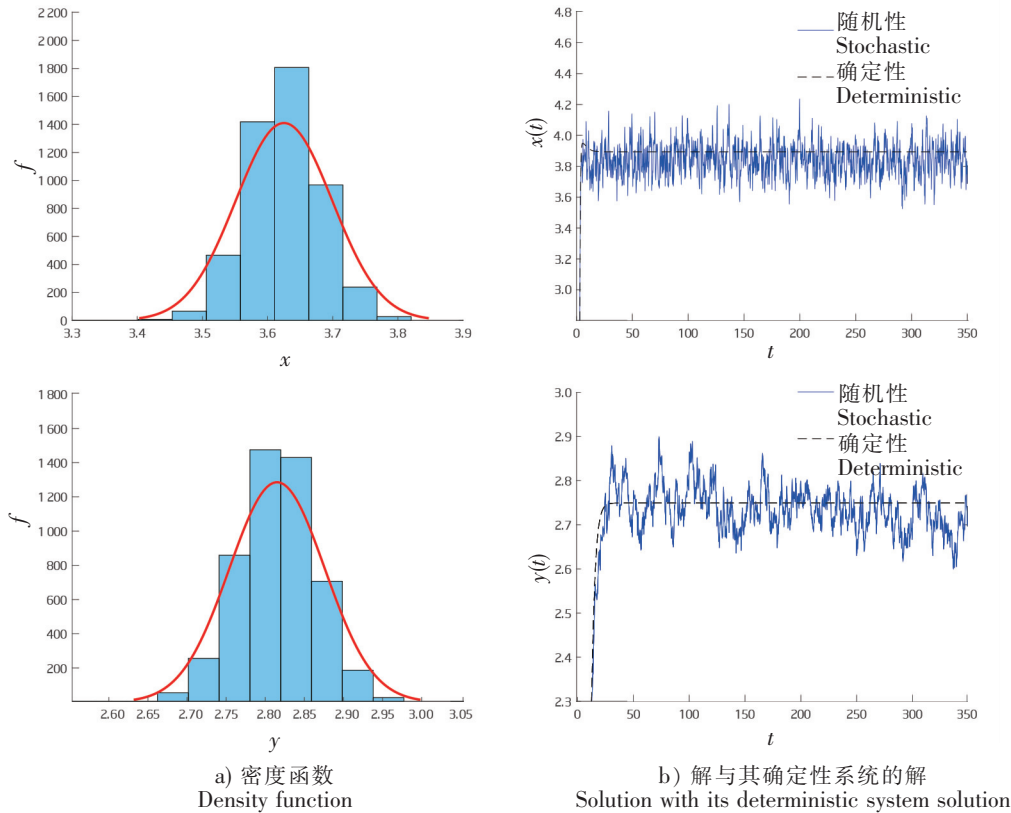 2 200
2 000
1 800
1 600
1 400
1 200
1 000
800
600
400
200
0
f
3.3 3.4 3.5 3.6 3.7 3.8 3.9
x
4.8
4.6
4.4
4.2
4.0
3.8
3.6
3.4
3.2
3.0
x(t)
随机性
Stochastic
确定性
Deterministic
0 50 100 150 200 250 300 350
t
1 800
1 600
1 400
1 200
1 000
800
600
400
200
f
2.60 2.65 2.70 2.75 2.80 2.85 2.90 2.95 3.00 3.05
y
3.0
2.9
2.8
2.7
2.6
2.5
2.4
2.3
y(t)
随机性
Stochastic
确定性
Deterministic
0 50 100 150 200 250 300 350
t
a) 密度函数
Density function
b) 解与其确定性系统的解
Solution with its deterministic system solution